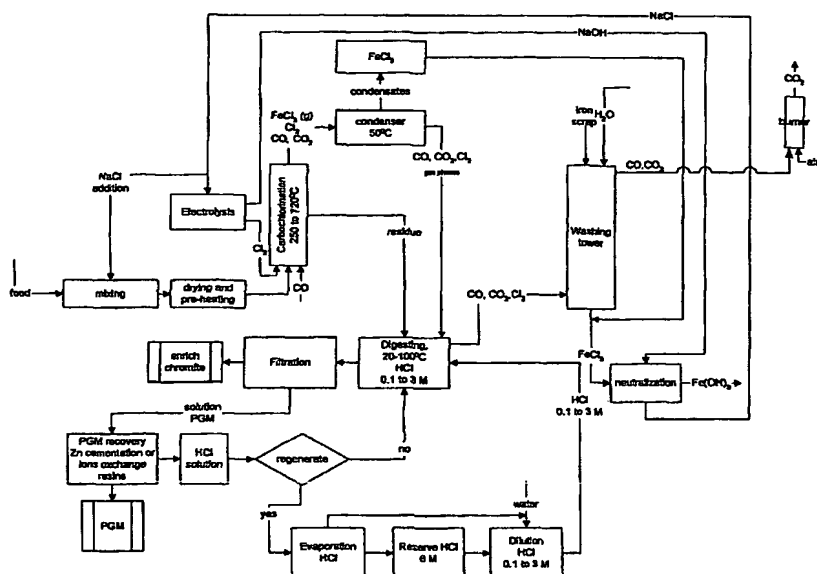 NaCl
NaOH
FeCl₃
CO₂
condensates
burner
FeCl₃ (g)
Cl₂
CO, CO₂
condenser
50ºC
iron
scrap
H₂O
CO, CO₂, Cl₂
gas phase
CO, CO₂
NaCl
addition
Electrolysis
Carbochlorination
250 to 720ºC
residue
Washing
tower
Cl₂
mixing
drying and
pre-heating
CO
CO, CO₂, Cl₂
enrich
chromite
Filtration
Digesting,
20-100ºC
HCl
0.1 to 3 M
FeCl₃
neutralization
Fe(OH)₃
HCl
0.1 to 3 M
solution
PGM
PGM recovery
Zn cementation or
ions exchange
resins
HCl
solution
regenerate
no
PGM
yes
water
Evaporation
HCl
Reserve HCl
6 M
Dilution
HCl
0.1 to 3 M